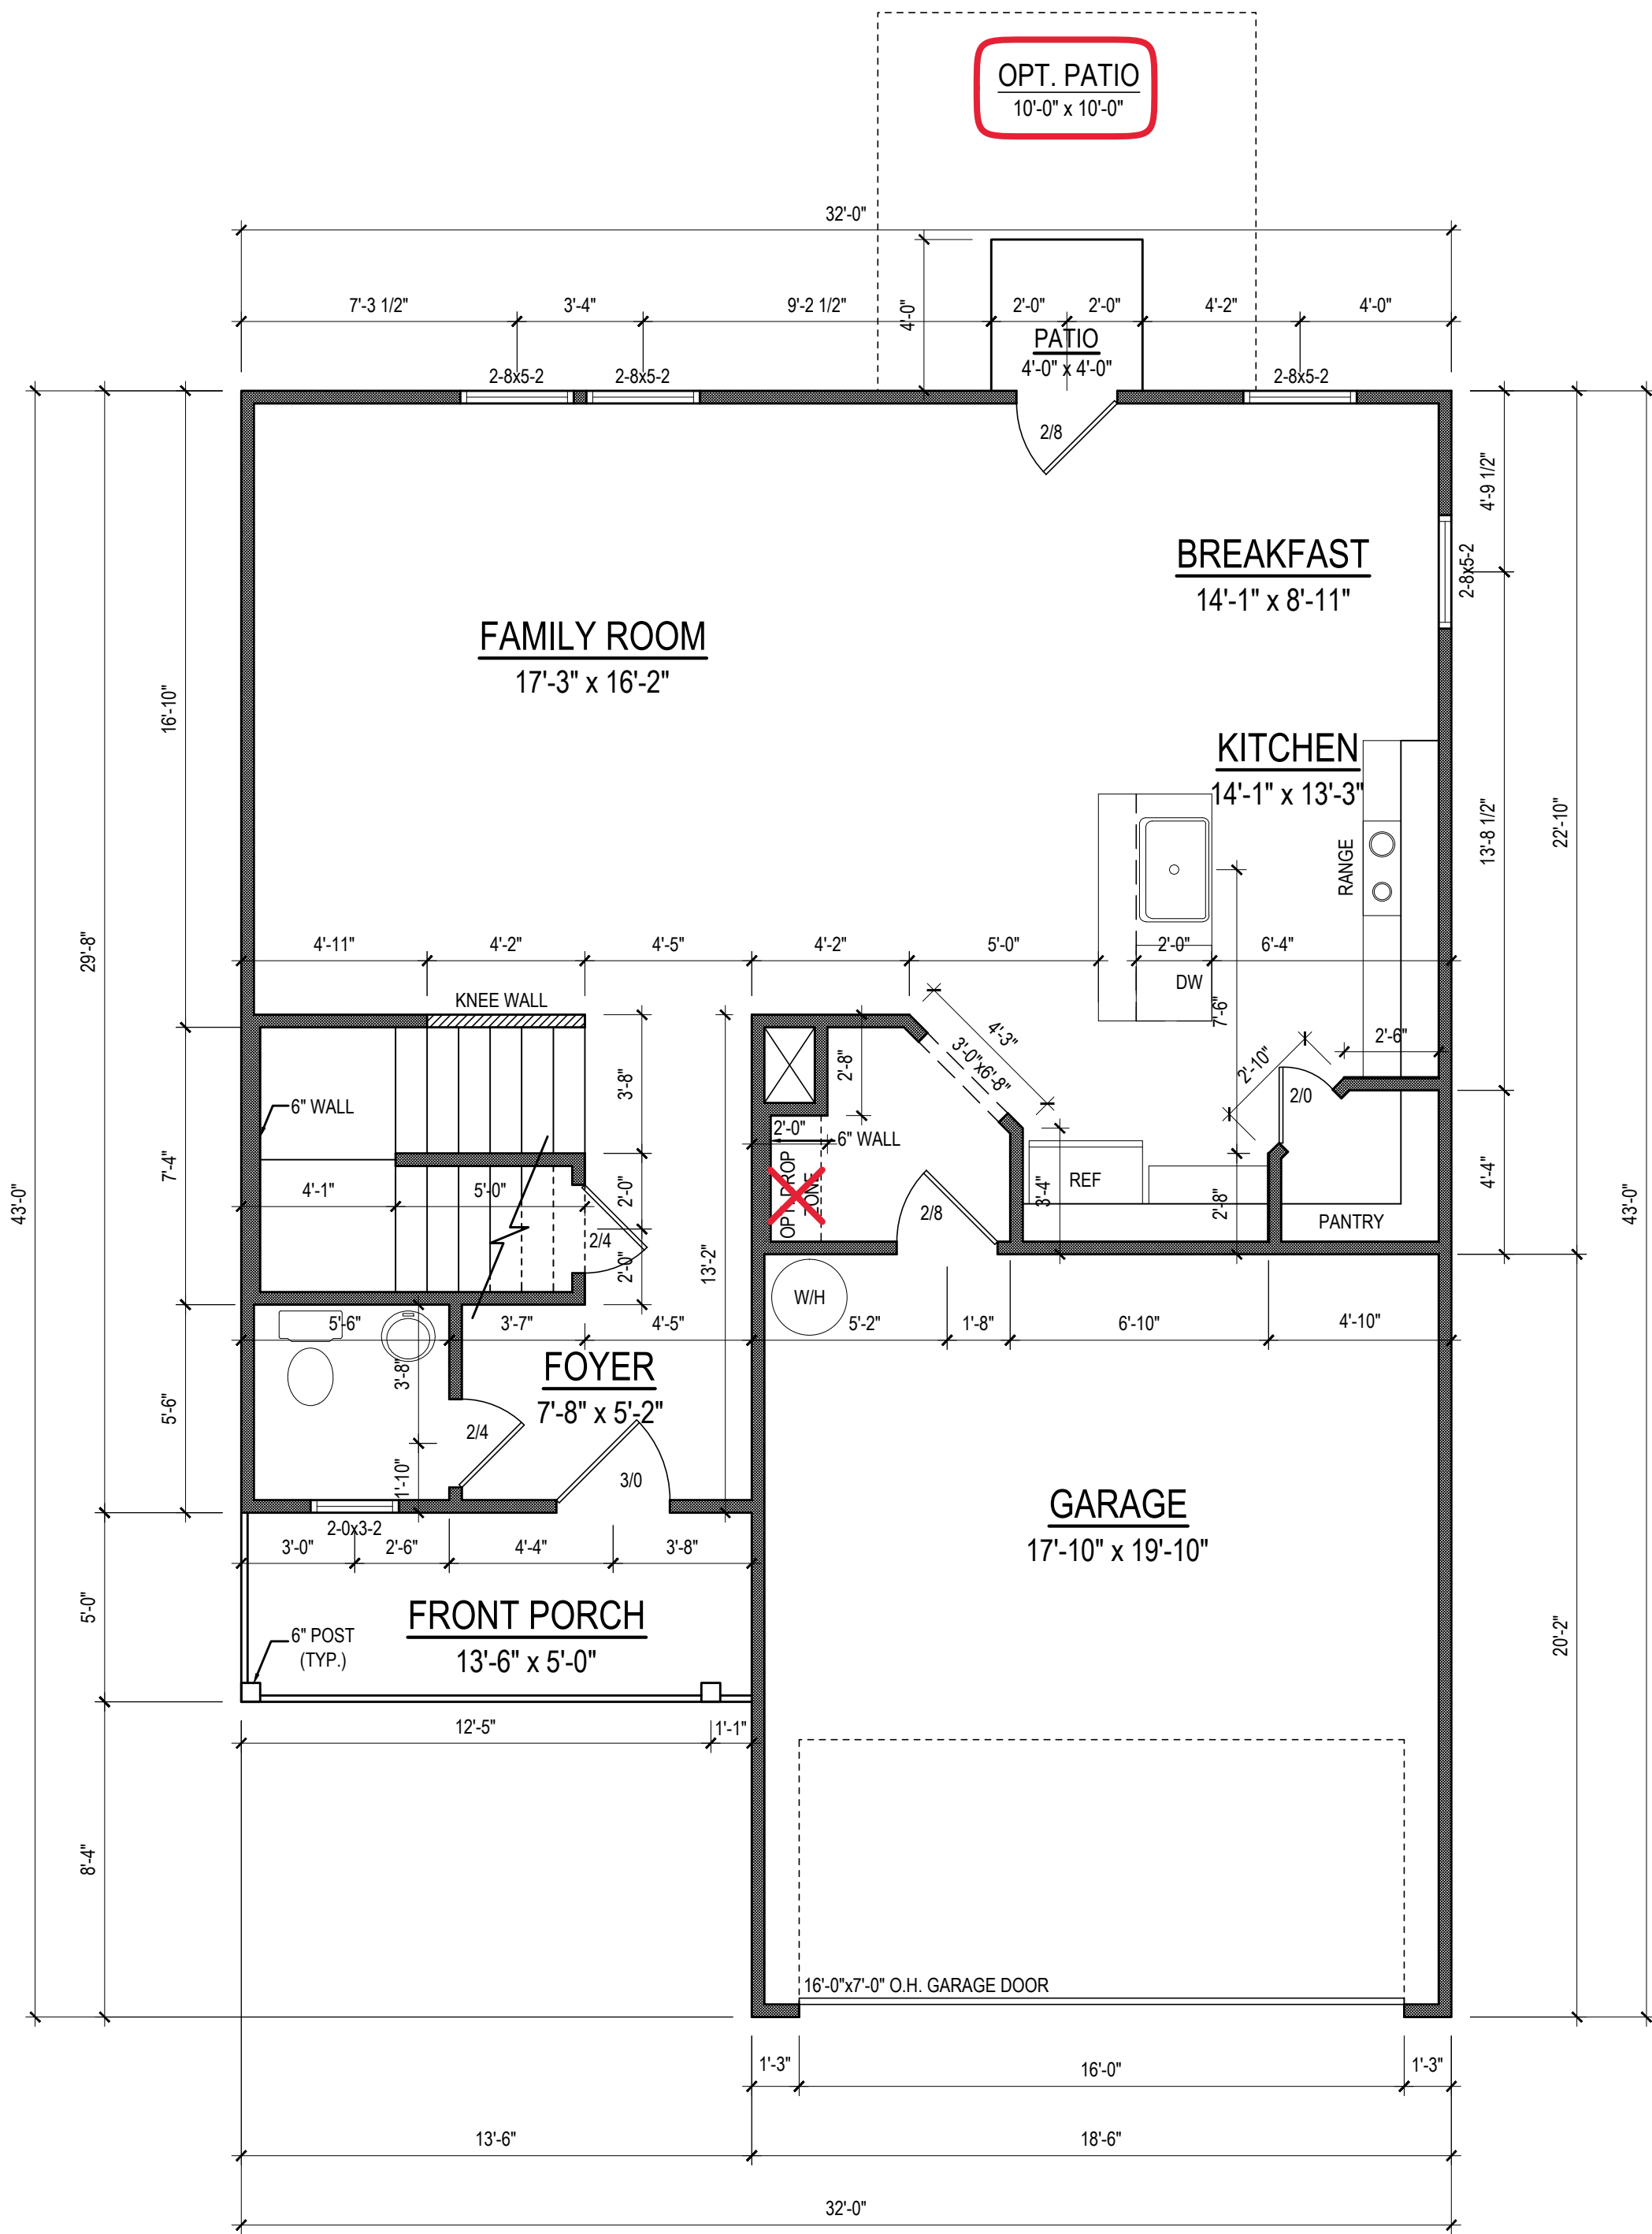 OPT. PATIO
10'-0" x 10'-0"
32'-0"
7'-3 1/2"
3'-4"
9'-2 1/2"
4'-0"
2'-0"
2'-0"
4'-2"
4'-0"
PATIO
4'-0" x 4'-0"
2-8x5-2
2-8x5-2
2-8x5-2
2/8
4'-9 1/2"
BREAKFAST
14'-1" x 8'-11"
2-8x5-2
FAMILY ROOM
17'-3" x 16'-2"
16'-10"
KITCHEN
14'-1" x 13'-3"
RANGE
13'-8 1/2"
22'-10"
29'-8"
4'-11"
4'-2"
4'-5"
4'-2"
5'-0"
2'-0"
6'-4"
DW
7'-6"
KNEE WALL
4'-3"
3'-0"x6'-8"
2'-6"
2'-10"
2/0
2'-8"
3'-8"
6" WALL
2'-0"
6" WALL
OPT. DROP
ZONE
7'-4"
4'-1"
5'-0"
2'-0"
2/4
2'-0"
13'-2"
2/8
3'-4"
REF
2'-8"
PANTRY
4'-4"
43'-0"
43'-0"
W/H
5'-6"
3'-7"
4'-5"
5'-2"
1'-8"
6'-10"
4'-10"
3'-8"
FOYER
7'-8" x 5'-2"
5'-6"
2/4
1'-10"
3/0
GARAGE
17'-10" x 19'-10"
2-0x3-2
3'-0"
2'-6"
4'-4"
3'-8"
5'-0"
FRONT PORCH
13'-6" x 5'-0"
6" POST
(TYP.)
20'-2"
12'-5"
1'-1"
8'-4"
16'-0"x7'-0" O.H. GARAGE DOOR
1'-3"
16'-0"
1'-3"
13'-6"
18'-6"
32'-0"